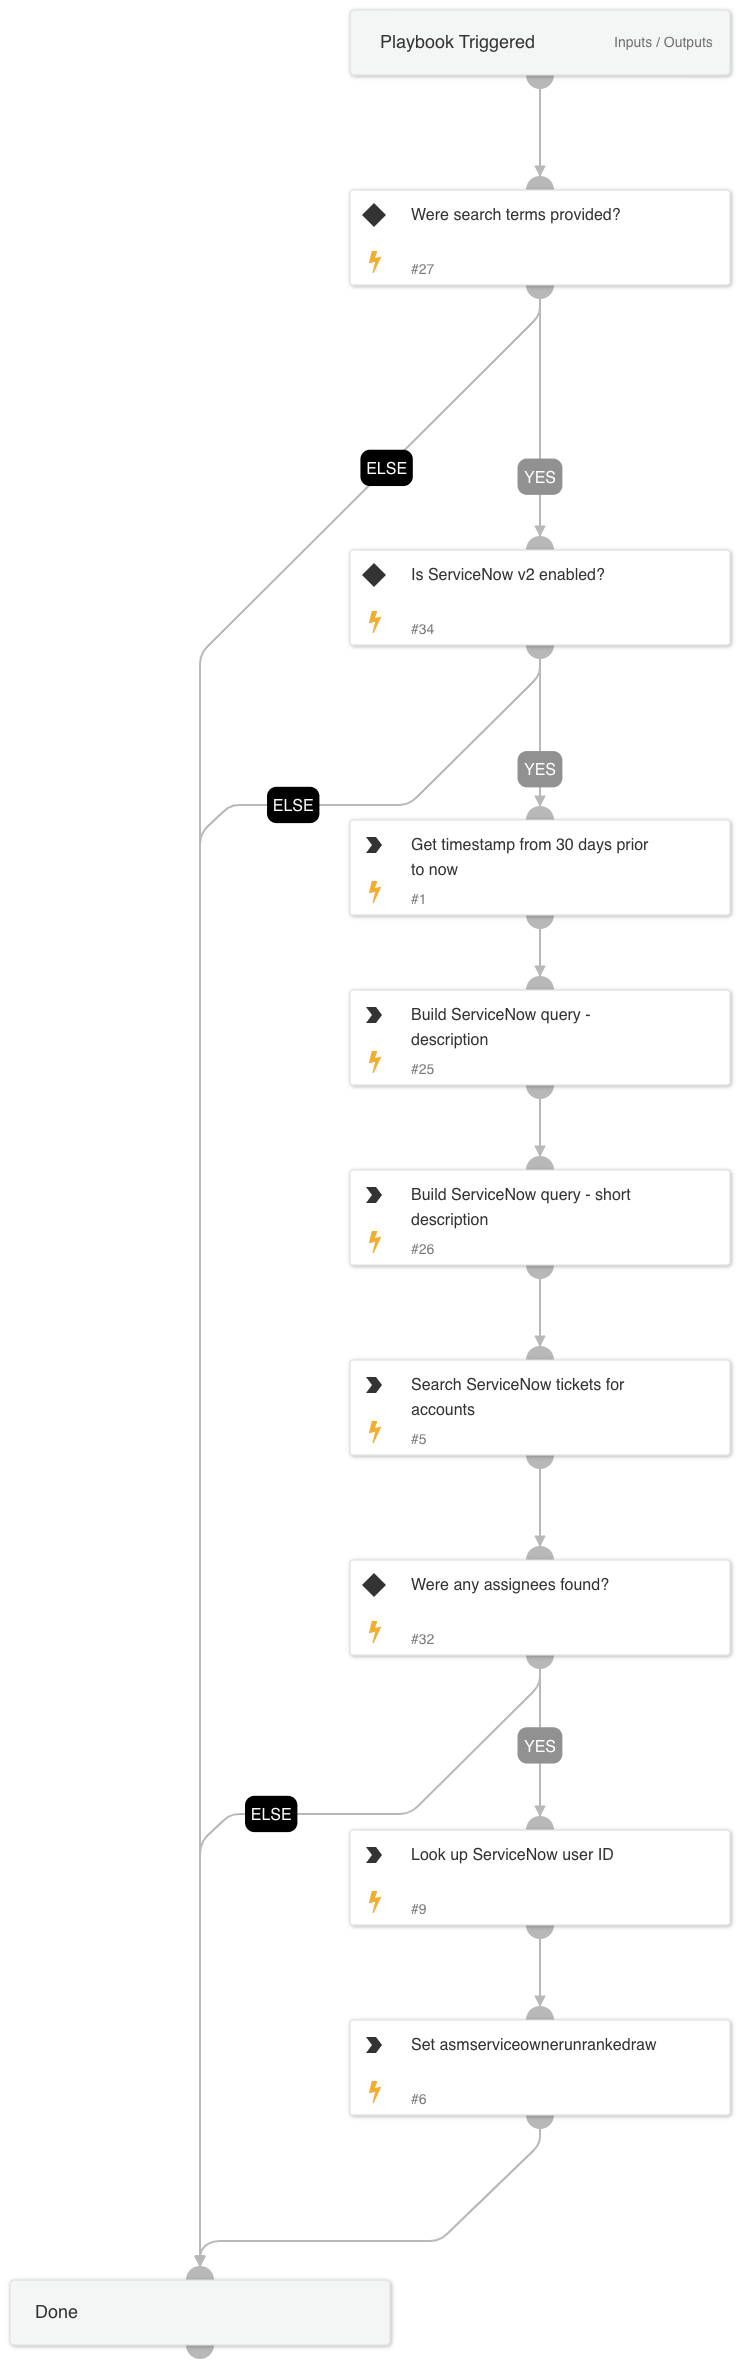 Playbook Triggered Inputs / Outputs
Were search terms provided?
#27
ELSE
YES
Is ServiceNow v2 enabled?
#34
YES
ELSE
Get timestamp from 30 days prior
to now
#1
Build ServiceNow query -
description
#25
Build ServiceNow query - short
description
#26
Search ServiceNow tickets for
accounts
#5
Were any assignees found?
#32
YES
ELSE
Look up ServiceNow user ID
#9
Set asmserviceownerunrankedraw
#6
Done